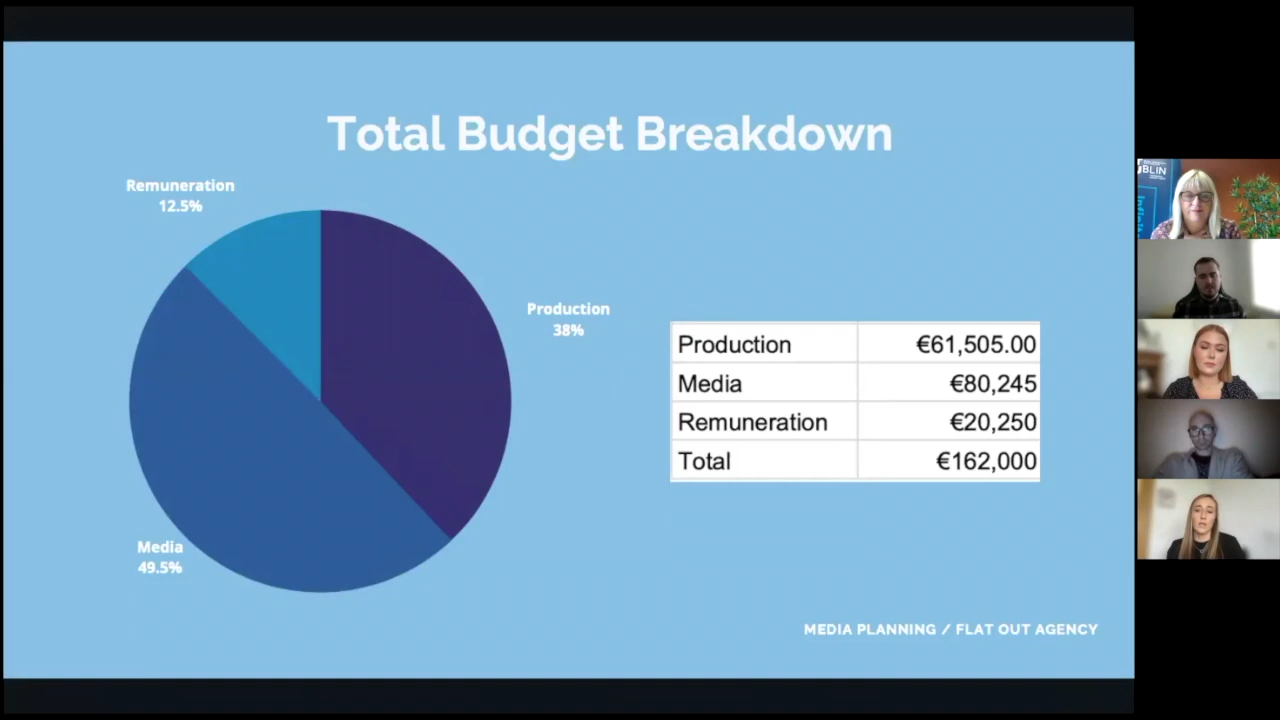 Total Budget Breakdown
Remuneration
12.5%
Production
38%
Media
49.5%
Production €61,505.00
Media €80,245
Remuneration €20,250
Total €162,000
MEDIA PLANNING / FLAT OUT AGENCY
BLIN